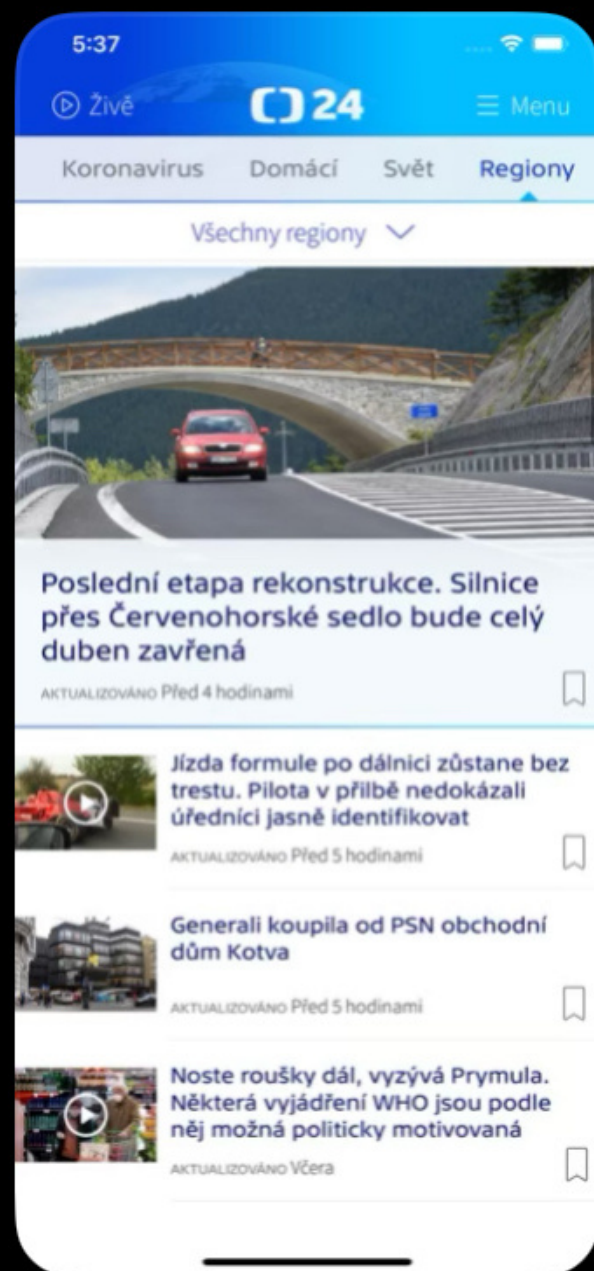 5:37
Živě
24
Menu
Koronavirus Domácí Svět Regiony
Všechny regiony
Poslední etapa rekonstrukce. Silnice
přes Červenohorské sedlo bude celý
duben zavřená
AKTUALIZOVÁNO Před 4 hodinami
Jízda formule po dálnici zůstane bez
trestu. Pilota v přilbě nedokázali
úředníci jasně identifikovat
AKTUALIZOVÁNO Před 5 hodinami
Generali koupila od PSN obchodní
dům Kotva
AKTUALIZOVÁNO Před 5 hodinami
Noste roušky dál, vyzývá Prymula.
Některá vyjádření WHO jsou podle
něj možná politicky motivovaná
AKTUALIZOVÁNO Včera